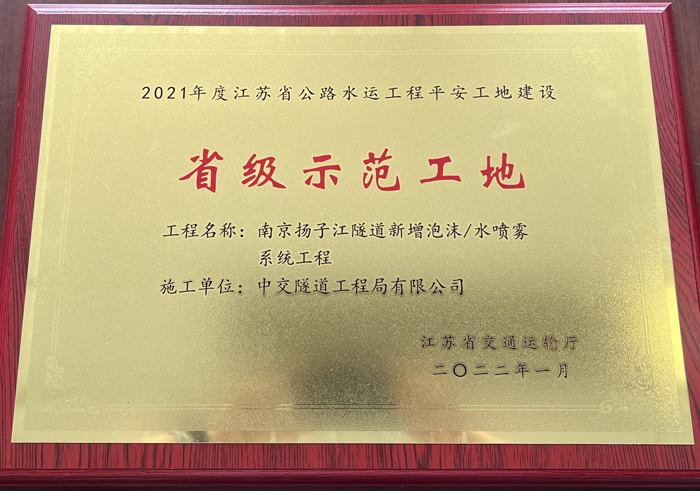 2021年度江苏省公路水运工程平安工地建设
省级示范工地
工程名称：南京扬子江隧道新增泡沫/水喷雾
系统工程
施工单位：中交隧道工程局有限公司
江苏省交通运输厅
二〇二二年一月